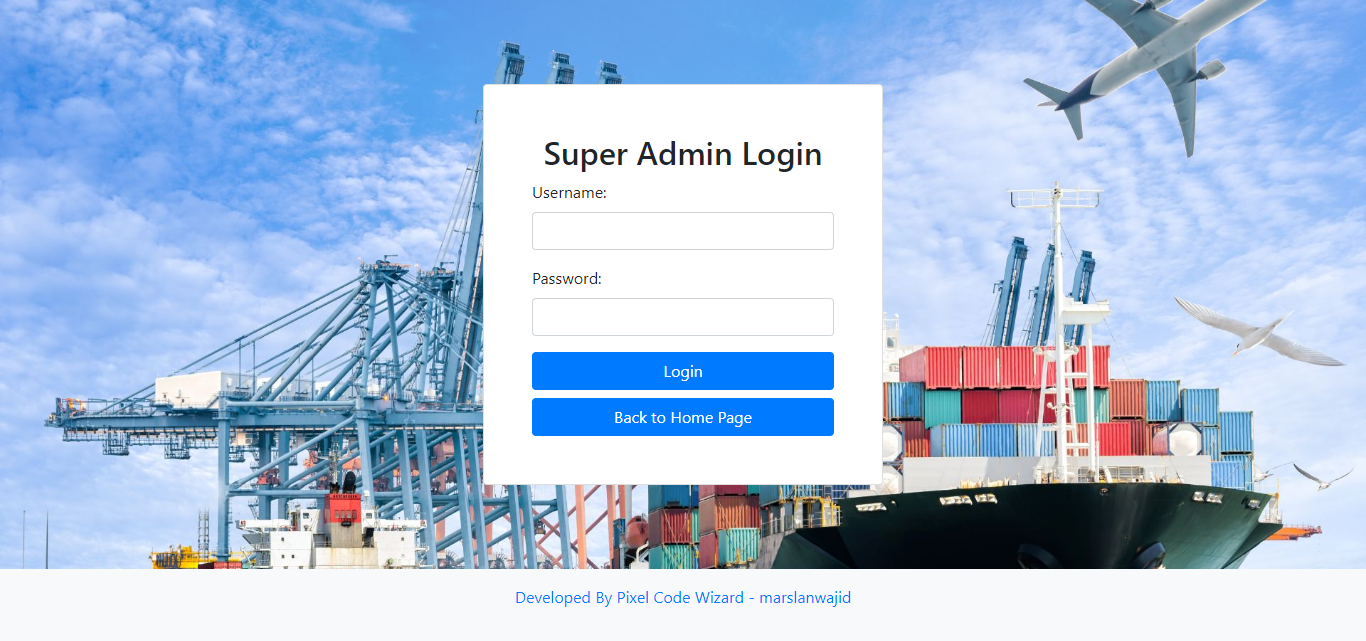 Super Admin Login
Username:
Password:
Login
Back to Home Page
Developed By Pixel Code Wizard - marslanwajid